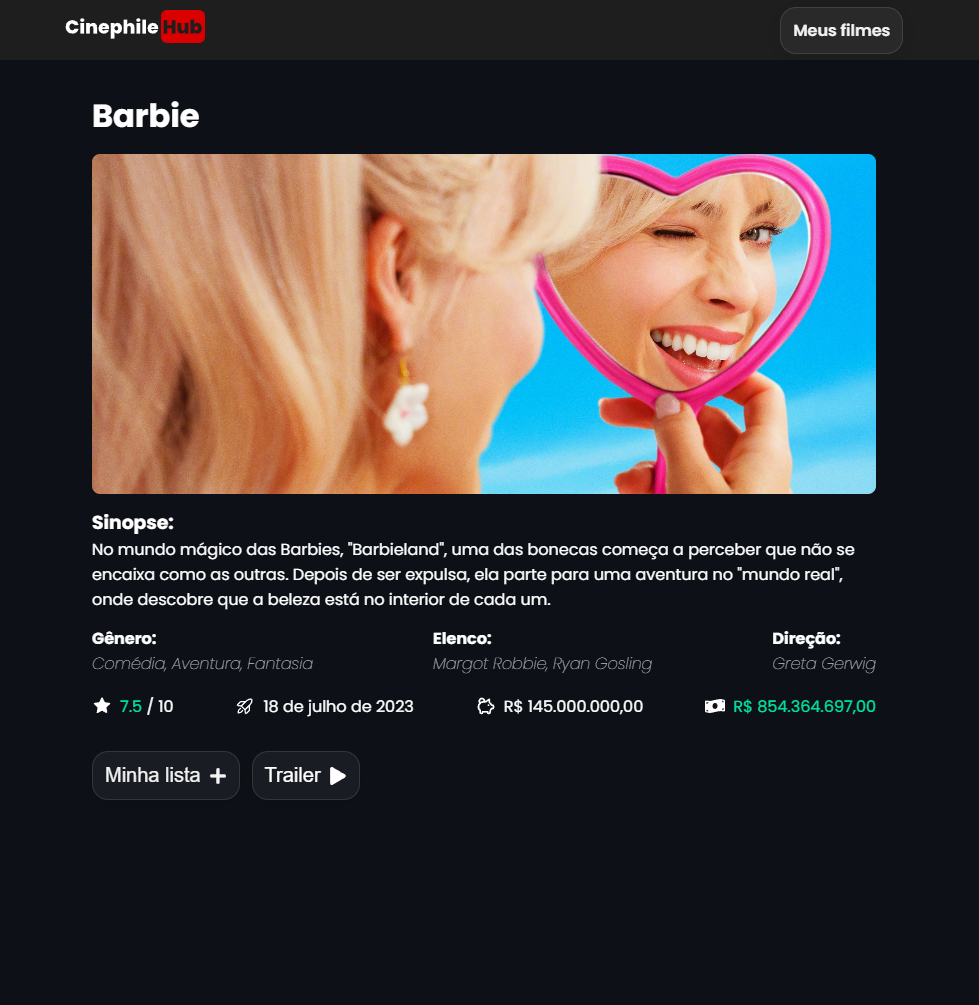 Cinephile Hub
Meus filmes
Barbie
Sinopse:
No mundo mágico das Barbies, "Barbieland", uma das bonecas começa a perceber que não se
encaixa como as outras. Depois de ser expulsa, ela parte para uma aventura no "mundo real",
onde descobre que a beleza está no interior de cada um.
Gênero:
Comédia, Aventura, Fantasia
Elenco:
Margot Robbie, Ryan Gosling
Direção:
Greta Gerwig
7.5 / 10
18 de julho de 2023
R$ 145.000.000,00
R$ 854.364.697,00
Minha lista
Trailer